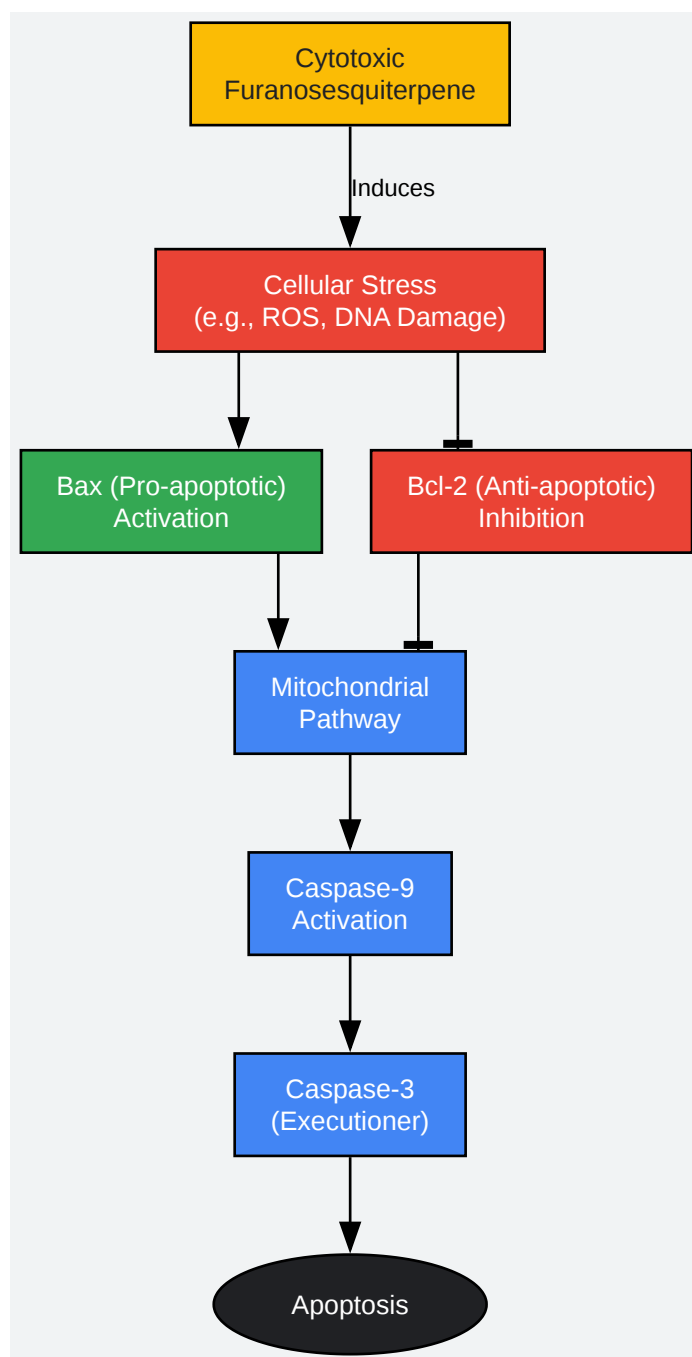 Cytotoxic
Furanosesquiterpene
Induces
Cellular Stress
(e.g., ROS, DNA Damage)
Bax (Pro-apoptotic)
Activation
Bcl-2 (Anti-apoptotic)
Inhibition
Mitochondrial
Pathway
Caspase-9
Activation
Caspase-3
(Executioner)
Apoptosis